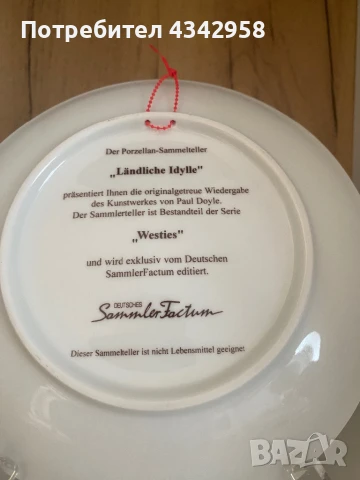 Потребител 4342958
Der Porzellan-Sammelteller
„Ländliche Idylle"
präsentiert Ihnen die originalgetreue Wiedergabe
des Kunstwerkes von Paul Doyle.
Der Sammlerteller ist Bestandteil der Serie
„Westies"
und wird exklusiv vom Deutschen
SammlerFactum editiert.
DEUTSCHES
SammlerFactum
Dieser Sammelteller ist nicht Lebensmittel geeignet
BAZAR
bg